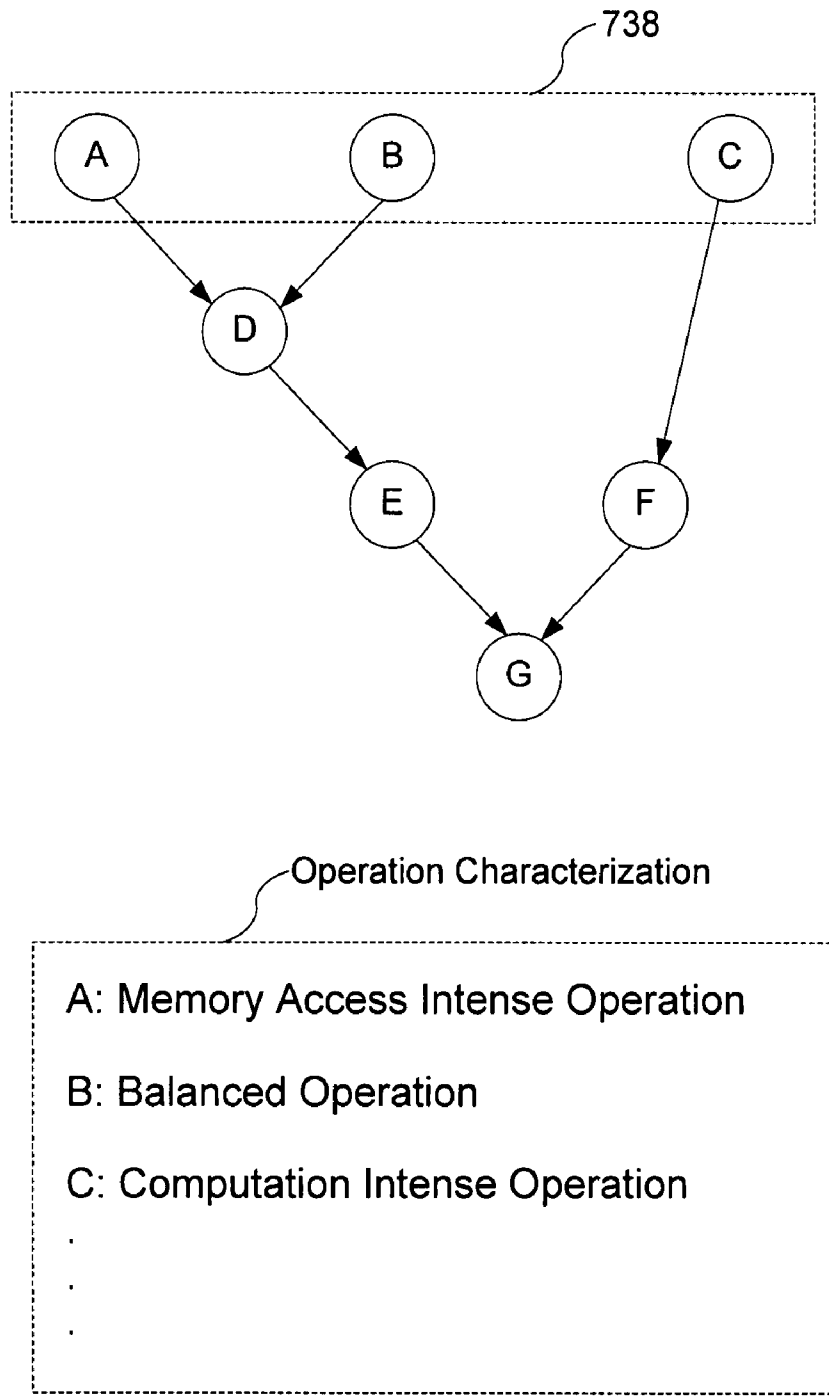 738
A B C
D
E F
G
Operation Characterization
A: Memory Access Intense Operation
B: Balanced Operation
C: Computation Intense Operation
.
.
.